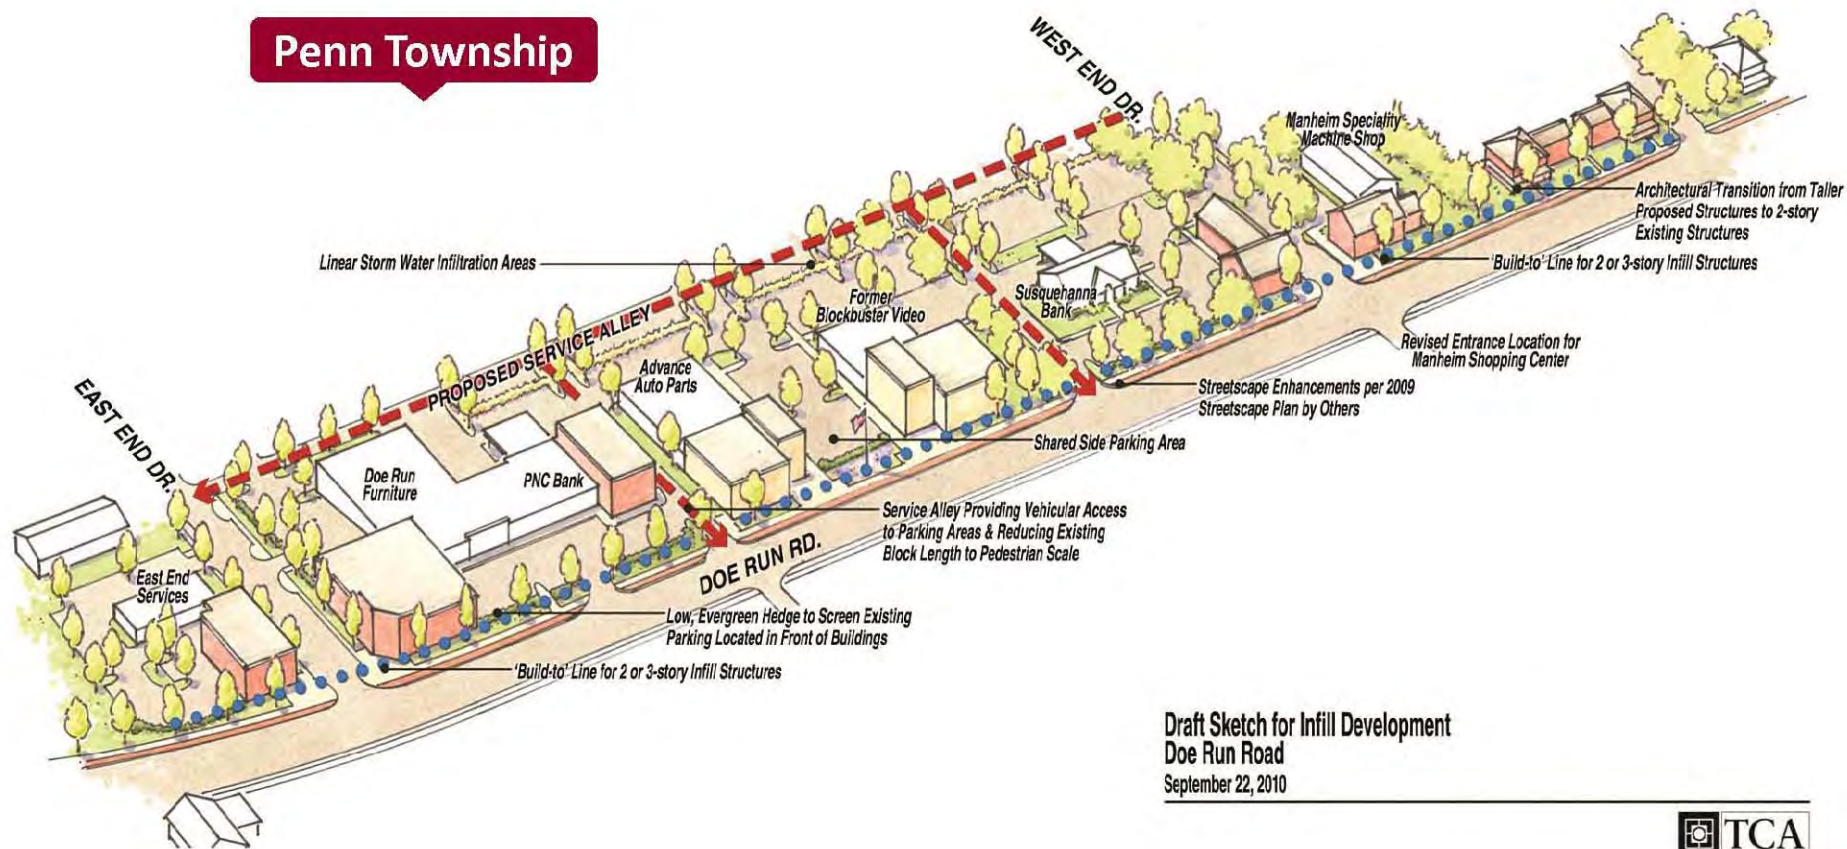 Penn Township
WEST END DR.
Manheim Speciality
Machine Shop
Architectural Transition from Taller
Proposed Structures to 2-story
Existing Structures
'Build-to' Line for 2 or 3-story Infill Structures
Linear Storm Water Infiltration Areas
Former
Blockbuster Video
Susquehanna
Bank
Revised Entrance Location for
Manheim Shopping Center
PROPOSED SERVICE ALLEY
Advance
Auto Parts
Streetscape Enhancements per 2009
Streetscape Plan by Others
EAST END DR.
Shared Side Parking Area
Doe Run
Furniture
PNC Bank
Service Alley Providing Vehicular Access
to Parking Areas & Reducing Existing
Block Length to Pedestrian Scale
DOE RUN RD.
East End
Services
Low, Evergreen Hedge to Screen Existing
Parking Located in Front of Buildings
'Build-to' Line for 2 or 3-story Infill Structures
Draft Sketch for Infill Development
Doe Run Road
September 22, 2010
TCA